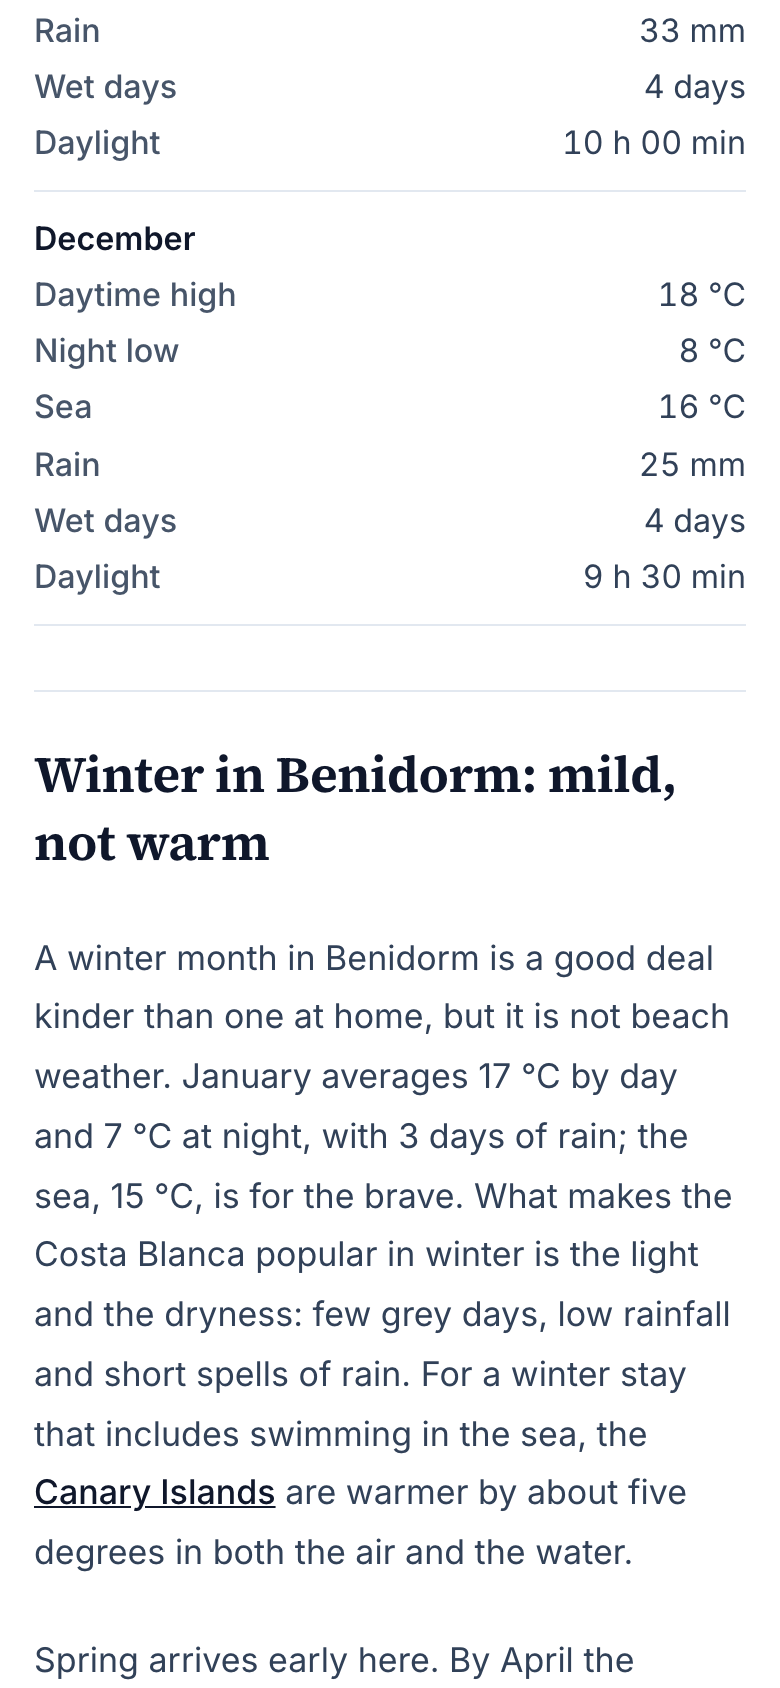 Rain 33 mm
Wet days 4 days
Daylight 10 h 00 min
December
Daytime high 18 °C
Night low 8 °C
Sea 16 °C
Rain 25 mm
Wet days 4 days
Daylight 9 h 30 min
Winter in Benidorm: mild,
not warm
A winter month in Benidorm is a good deal
kinder than one at home, but it is not beach
weather. January averages 17 °C by day
and 7 °C at night, with 3 days of rain; the
sea, 15 °C, is for the brave. What makes the
Costa Blanca popular in winter is the light
and the dryness: few grey days, low rainfall
and short spells of rain. For a winter stay
that includes swimming in the sea, the
Canary Islands are warmer by about five
degrees in both the air and the water.
Spring arrives early here. By April the